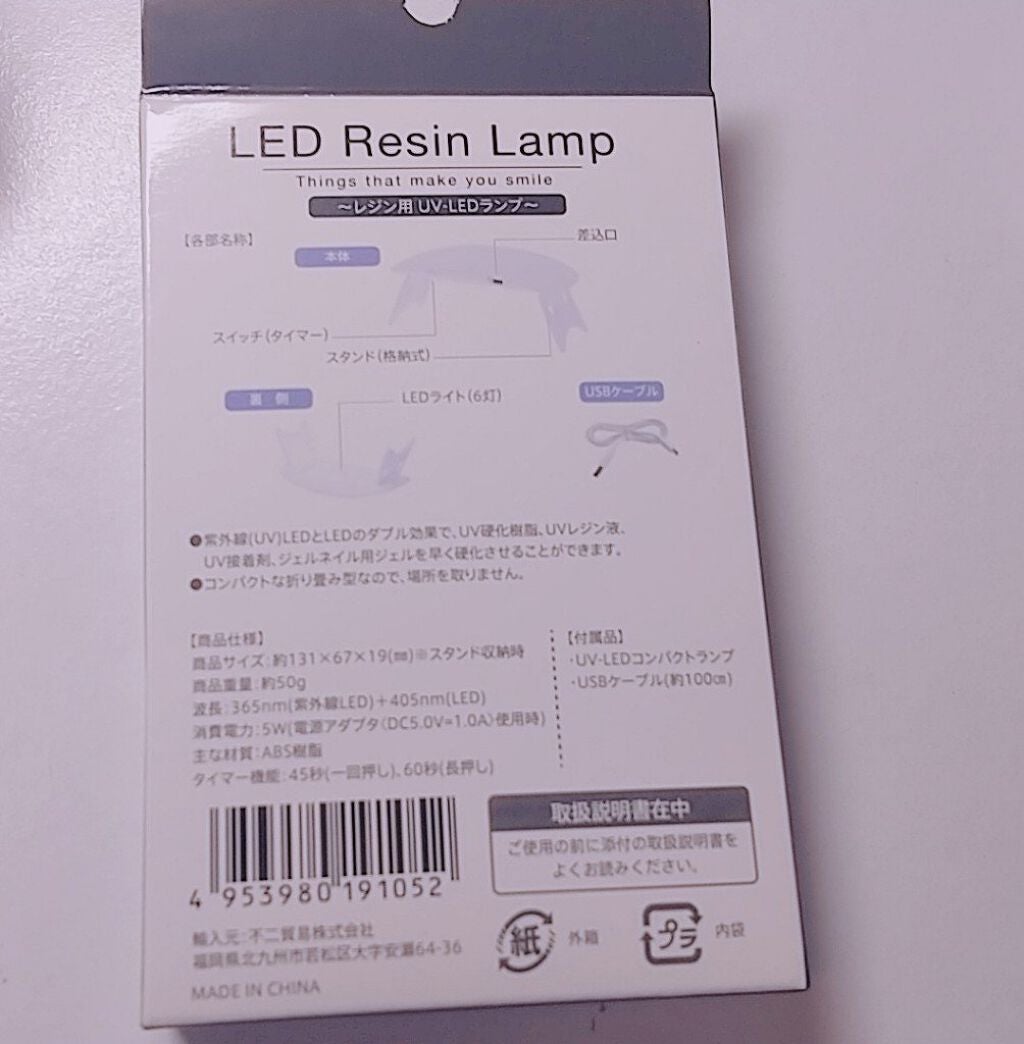 LED Resin Lamp
Things that make you smile
～レジン用 UV-LEDランプ～
【各部名称】
本体
差込口
スイッチ(タイマー)
スタンド(格納式)
裏 側
LEDライト(6灯)
USBケーブル
●紫外線(UV)LEDとLEDのダブル効果で、UV硬化樹脂、UVレジン液、
UV接着剤、ジェルネイル用ジェルを早く硬化させることができます。
●コンパクトな折り畳み型なので、場所を取りません。
【商品仕様】
商品サイズ:約131×67×19(㎜)※スタンド収納時
商品重量:約50g
波長:365nm(紫外線LED)＋405nm(LED)
消費電力:5W(電源アダプタ〈DC5.0V=1.0A〉使用時)
主な材質:ABS樹脂
タイマー機能:45秒(一回押し)、60秒(長押し)
【付属品】
・UV-LEDコンパクトランプ
・USBケーブル(約100㎝)
取扱説明書在中
ご使用の前に添付の取扱説明書を
よくお読みください。
4 953980 191052
輸入元:不二貿易株式会社
福岡県北九州市若松区大字安瀬64-36
MADE IN CHINA
紙
外箱
プラ
内袋